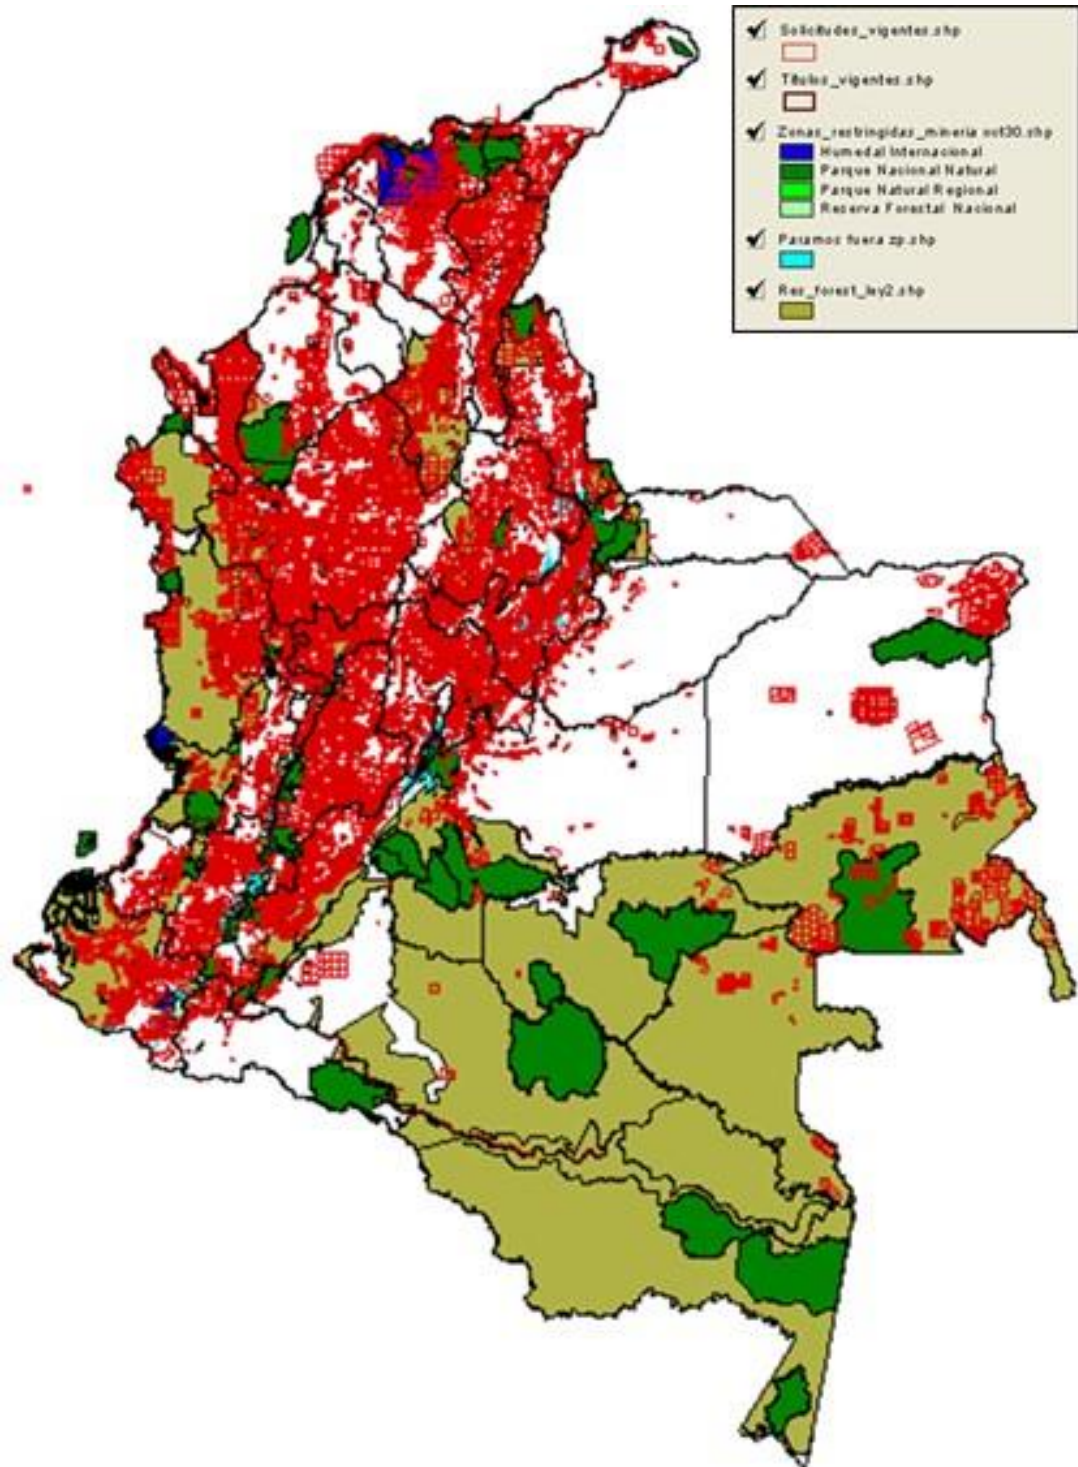 Solicitudes_vigentes.shp
Titulos_vigentes.shp
Zonas_restringidas_mineria oct30.shp
Humedal Internacional
Parque Nacional Natural
Parque Natural Regional
Reserva Forestal Nacional
Paramos fuera zp.shp
Res_forest_ley2.shp